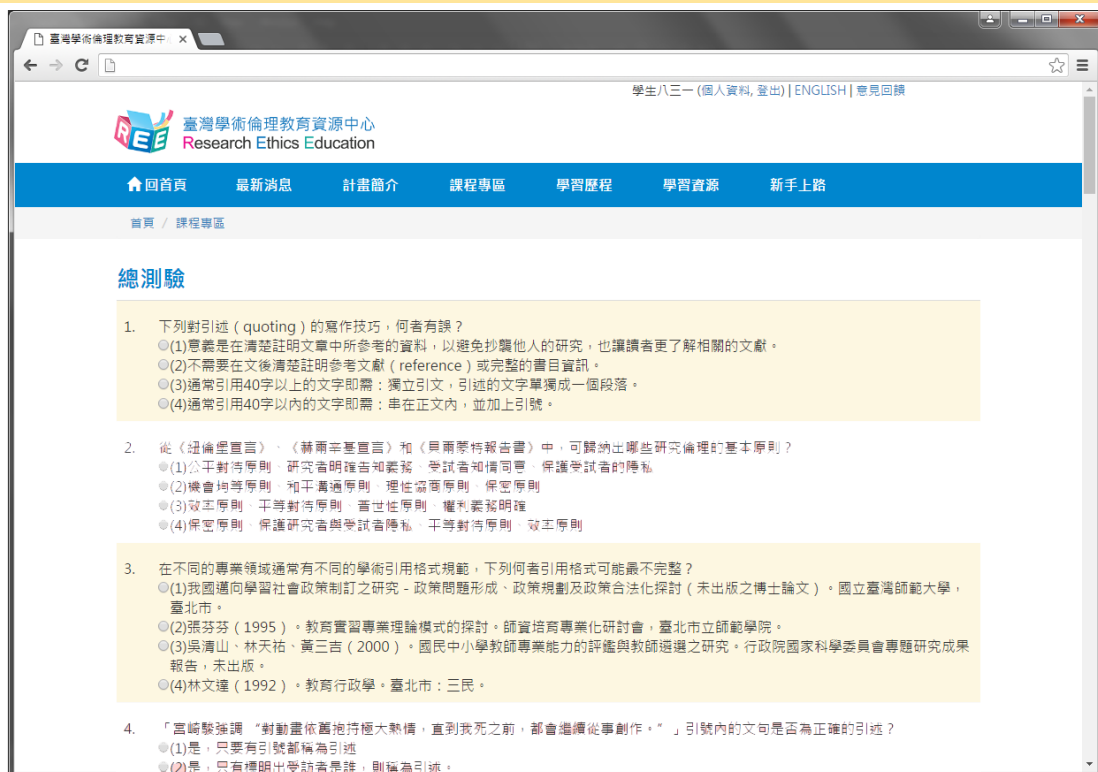 臺灣學術倫理教育資源中
學生八三一 (個人資料, 登出) | ENGLISH | 意見回饋
REE
臺灣學術倫理教育資源中心
Research Ethics Education
回首頁 最新消息 計畫簡介 課程專區 學習歷程 學習資源 新手上路
首頁 / 課程專區
總測驗
1. 下列對引述(quoting)的寫作技巧,何者有誤?
(1)意義是在清楚註明文章中所參考的資料,以避免抄襲他人的研究,也讓讀者更了解相關的文獻。
(2)不需要在文後清楚註明參考文獻(reference)或完整的書目資訊。
(3)通常引用40字以上的文字即需:獨立引文,引述的文字單獨成一個段落。
(4)通常引用40字以內的文字即需:串在正文內,並加上引號。
2. 從《紐倫堡宣言》、《赫爾辛基宣言》和《貝爾蒙特報告書》中,可歸納出哪些研究倫理的基本原則?
(1)公平對待原則、研究者明確告知義務、受試者知情同意、保護受試者的隱私
(2)機會均等原則、和平溝通原則、理性協商原則、保密原則
(3)效率原則、平等對待原則、普世性原則、權利義務明確
(4)保密原則、保護研究者與受試者隱私、平等對待原則、效率原則
3. 在不同的專業領域通常有不同的學術引用格式規範,下列何者引用格式可能最不完整?
(1)我國邁向學習社會政策制訂之研究-政策問題形成、政策規劃及政策合法化探討(未出版之博士論文)。國立臺灣師範大學,
臺北市。
(2)張芬芬(1995)。教育實習專業理論模式的探討。師資培育專業化研討會,臺北市立師範學院。
(3)吳清山、林天祐、黃三吉(2000)。國民中小學教師專業能力的評鑑與教師遴選之研究。行政院國家科學委員會專題研究成果
報告,未出版。
(4)林文達(1992)。教育行政學。臺北市:三民。
4. 「宮崎駿強調 “對動畫依舊抱持極大熱情,直到我死之前,都會繼續從事創作。”」引號內的文句是否為正確的引述?
(1)是,只要有引號都稱為引述
(2)是,只有標明出受訪者是誰,則稱為引述。